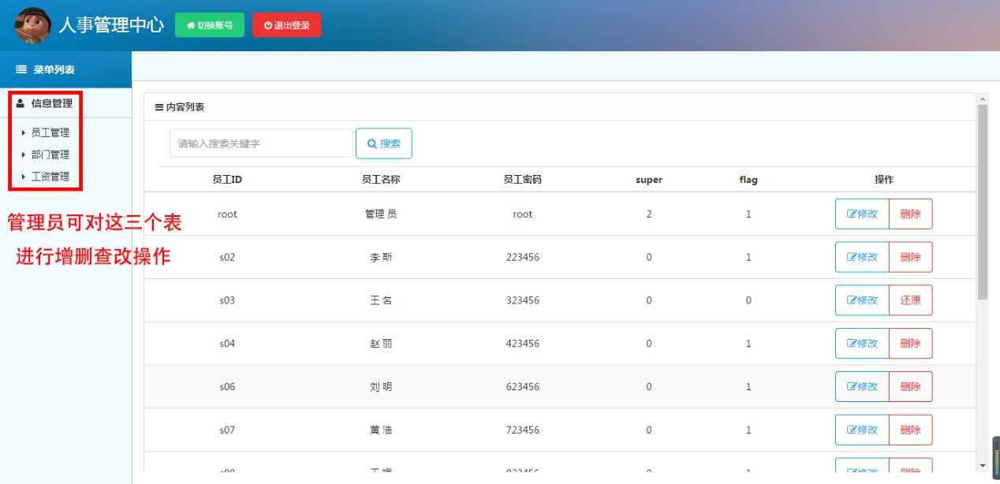 人事管理中心 切换账号 退出登录
菜单列表
信息管理
员工管理
部门管理
工资管理
管理员可对这三个表
进行增删查改操作
内容列表
请输入搜索关键字 搜索
员工ID 员工名称 员工密码 super flag 操作
root 管理 员 root 2 1 修改 删除
s02 李 斯 223456 0 1 修改 删除
s03 王 名 323456 0 0 修改 还原
s04 赵 丽 423456 0 1 修改 删除
s06 刘 明 623456 0 1 修改 删除
s07 黄 浩 723456 0 1 修改 删除